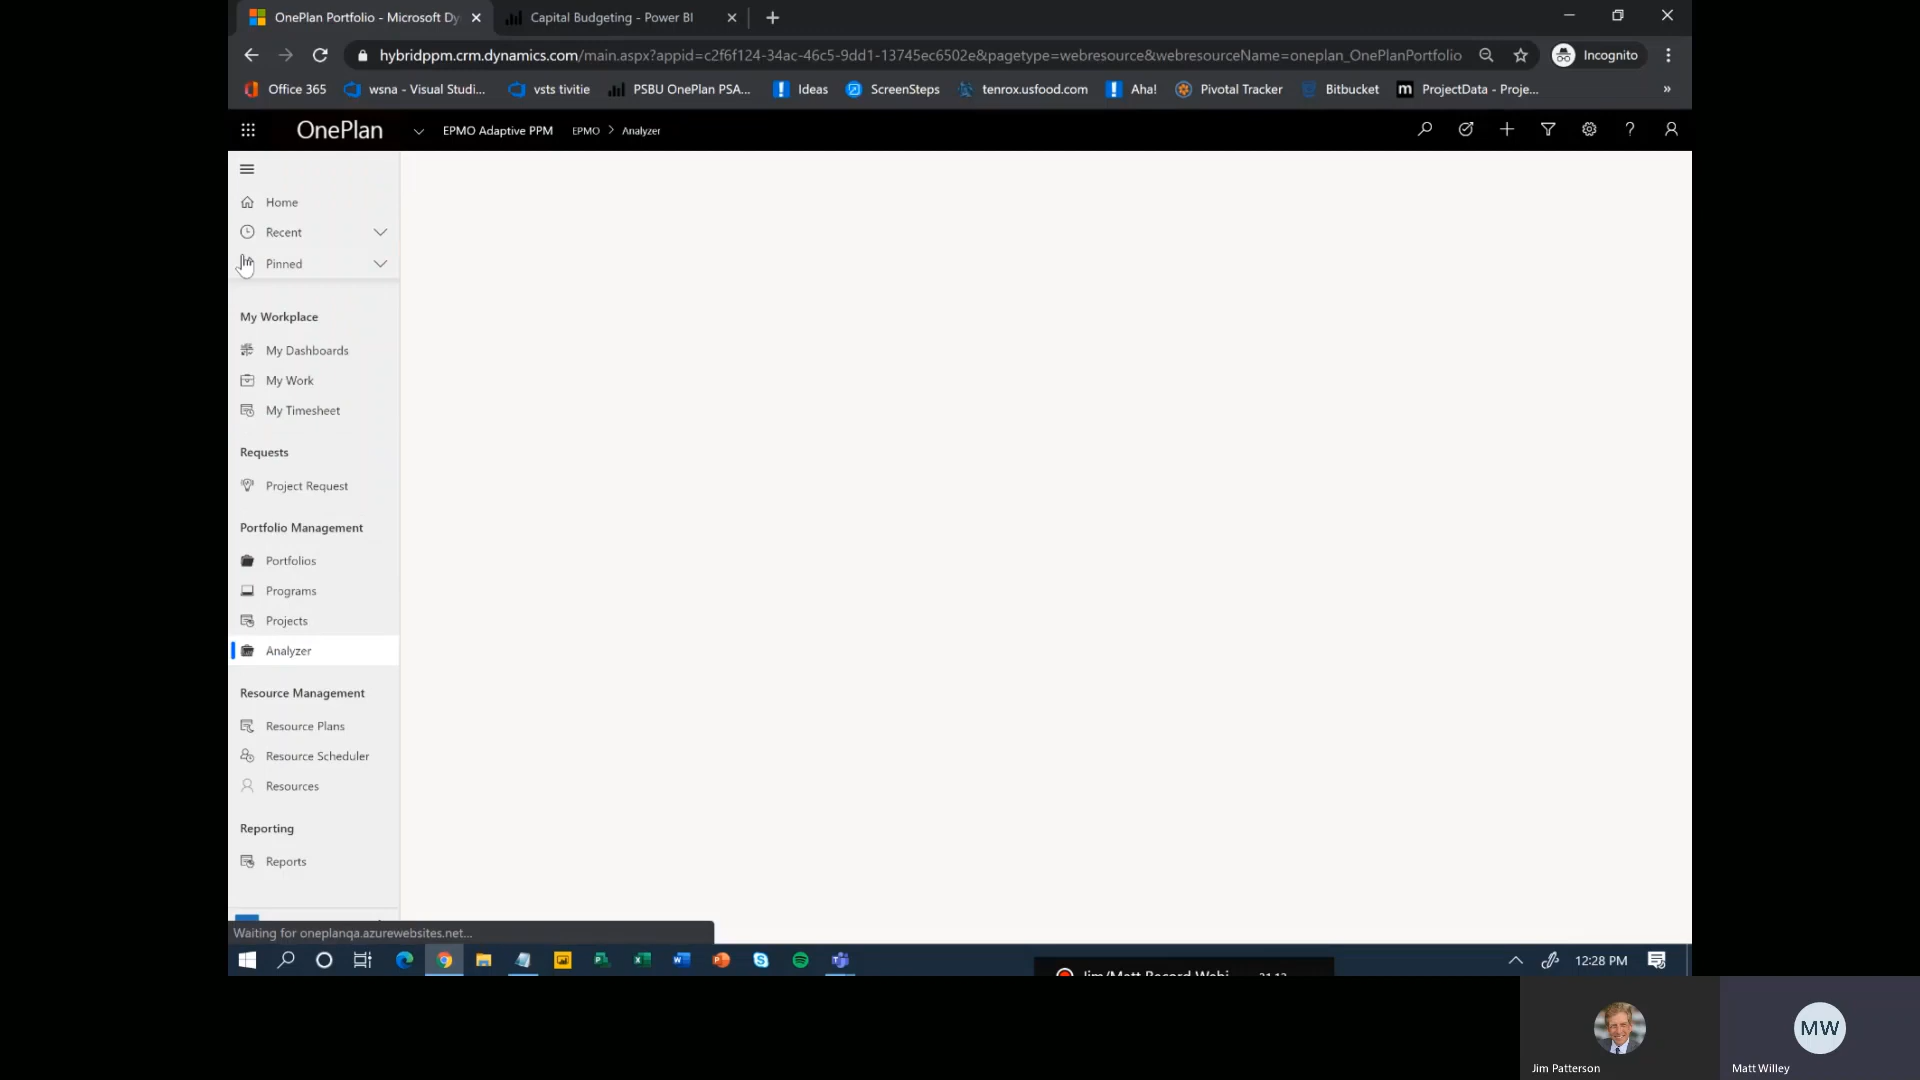 OnePlan Portfolio - Microsoft Dy
Capital Budgeting - Power BI
hybridppm.crm.dynamics.com/main.aspx?appid=c2f6f124-34ac-46c5-9dd1-13745ec6502e&pagetype=webresource&webresourceName=oneplan_OnePlanPortfolio
Incognito
Office 365
wsna - Visual Studi...
vsts tivitie
PSBU OnePlan PSA...
Ideas
ScreenSteps
tenrox.usfood.com
Aha!
Pivotal Tracker
Bitbucket
m ProjectData - Proje...
»
OnePlan
EPMO Adaptive PPM
EPMO > Analyzer
Home
Recent
Pinned
My Workplace
My Dashboards
My Work
My Timesheet
Requests
Project Request
Portfolio Management
Portfolios
Programs
Projects
Analyzer
Resource Management
Resource Plans
Resource Scheduler
Resources
Reporting
Reports
Waiting for oneplanqa.azurewebsites.net...
Jim/Matt Record Webi
12:28 PM
MW
Jim Patterson
Matt Willey